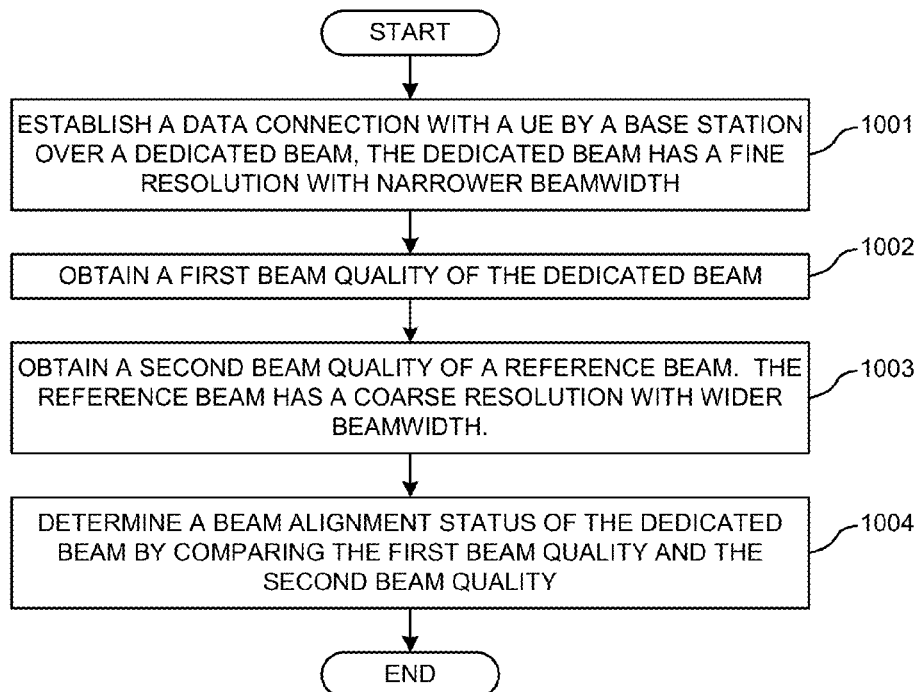 START
ESTABLISH A DATA CONNECTION WITH A UE BY A BASE STATION
OVER A DEDICATED BEAM, THE DEDICATED BEAM HAS A FINE
RESOLUTION WITH NARROWER BEAMWIDTH
1001
OBTAIN A FIRST BEAM QUALITY OF THE DEDICATED BEAM
1002
OBTAIN A SECOND BEAM QUALITY OF A REFERENCE BEAM. THE
REFERENCE BEAM HAS A COARSE RESOLUTION WITH WIDER
BEAMWIDTH.
1003
DETERMINE A BEAM ALIGNMENT STATUS OF THE DEDICATED
BEAM BY COMPARING THE FIRST BEAM QUALITY AND THE
SECOND BEAM QUALITY
1004
END